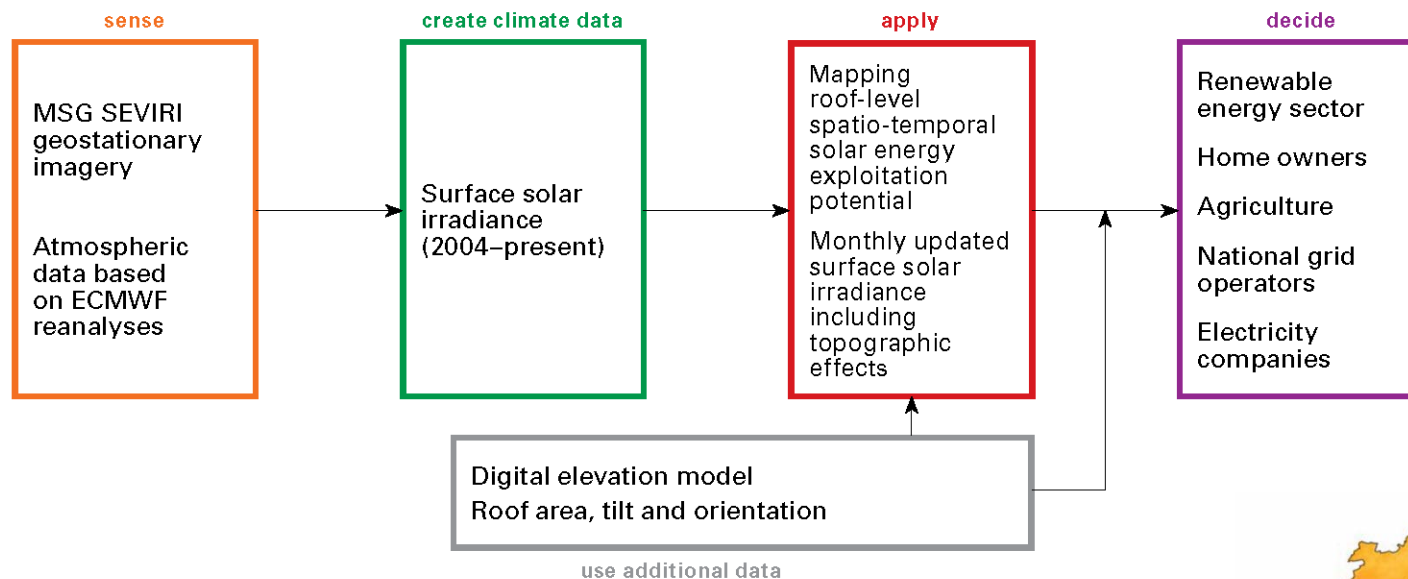 sense
MSG SEVIRI
geostationary
imagery
Atmospheric
data based
on ECMWF
reanalyses
create climate data
Surface solar
irradiance
(2004–present)
apply
Mapping
roof-level
spatio-temporal
solar energy
exploitation
potential
Monthly updated
surface solar
irradiance
including
topographic
effects
decide
Renewable
energy sector
Home owners
Agriculture
National grid
operators
Electricity
companies
Digital elevation model
Roof area, tilt and orientation
use additional data